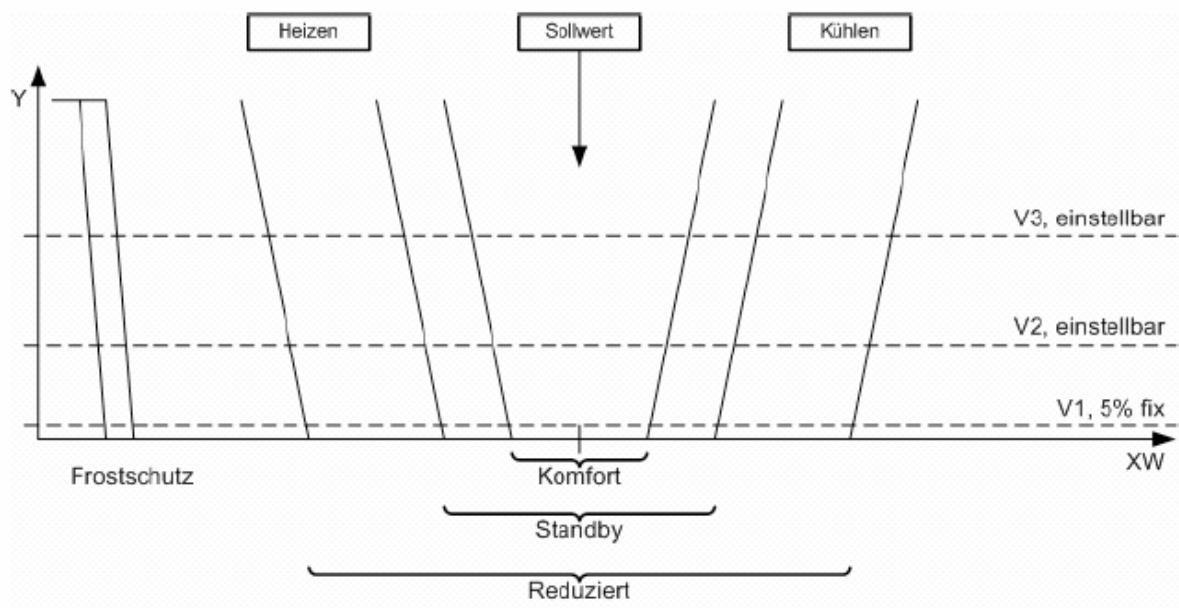 Heizen
Sollwert
Kühlen
Y
V3, einstellbar
V2, einstellbar
V1, 5% fix
XW
Frostschutz
Komfort
Standby
Reduziert